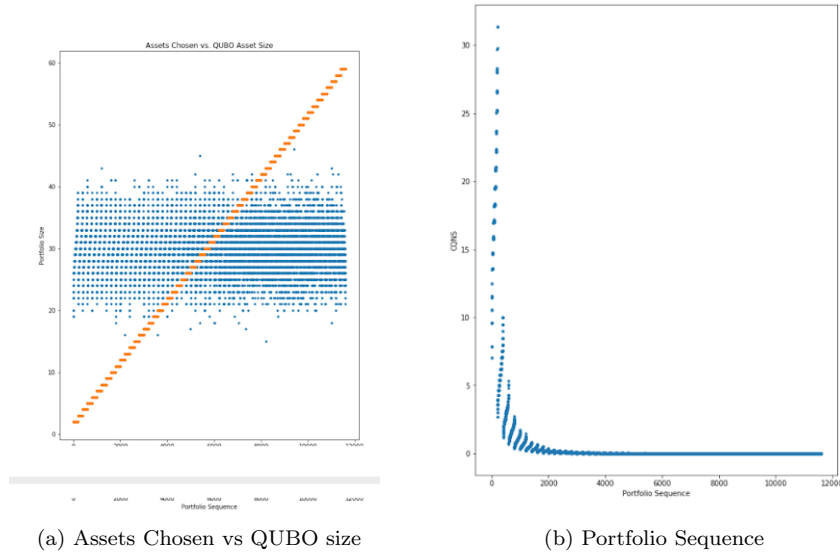 Assets Chosen vs. QUBO Asset Size
60
50
40
30
20
10
0
Portfolio Size
0 2000 4000 6000 8000 10000 12000
0 2000 4000 6000 8000 10000 12000
Portfolio Sequence
30
25
20
15
10
5
0
CQNS
0 2000 4000 6000 8000 10000 12000
Portfolio Sequence
(a) Assets Chosen vs QUBO size
(b) Portfolio Sequence